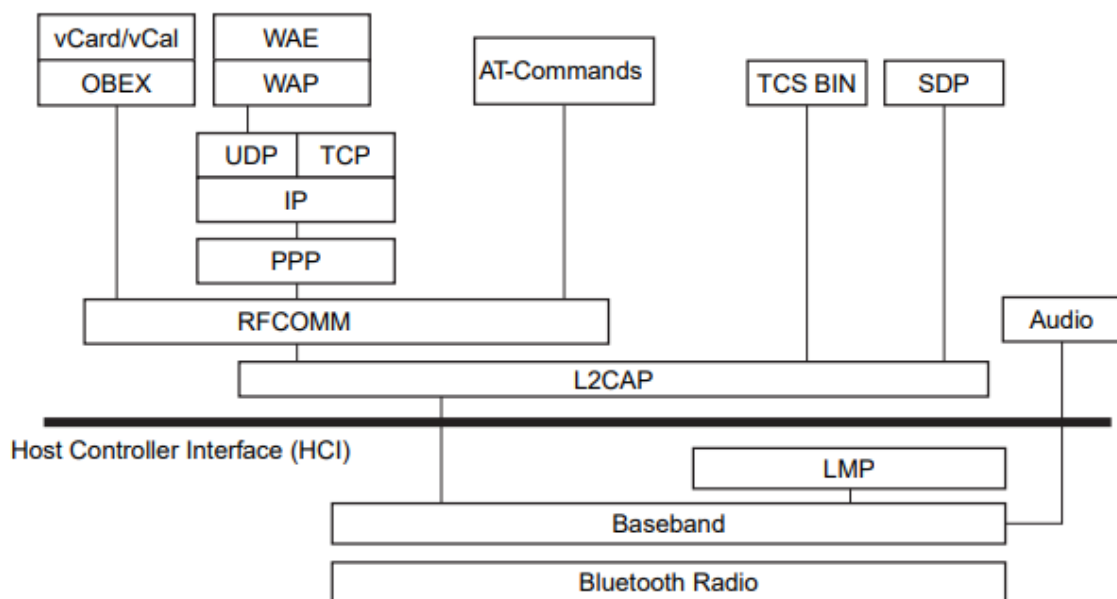 vCard/vCal
WAE
AT-Commands
OBEX
WAP
TCS BIN
SDP
UDP
TCP
IP
PPP
RFCOMM
Audio
L2CAP
Host Controller Interface (HCI)
LMP
Baseband
Bluetooth Radio